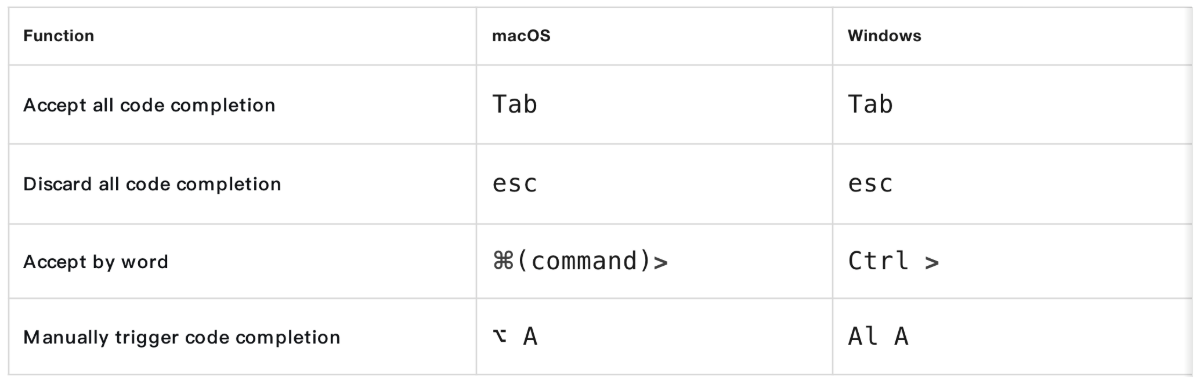 Function macOS Windows
Accept all code completion Tab Tab
Discard all code completion esc esc
Accept by word ⌘(command)> Ctrl >
Manually trigger code completion ⌥ A Al A